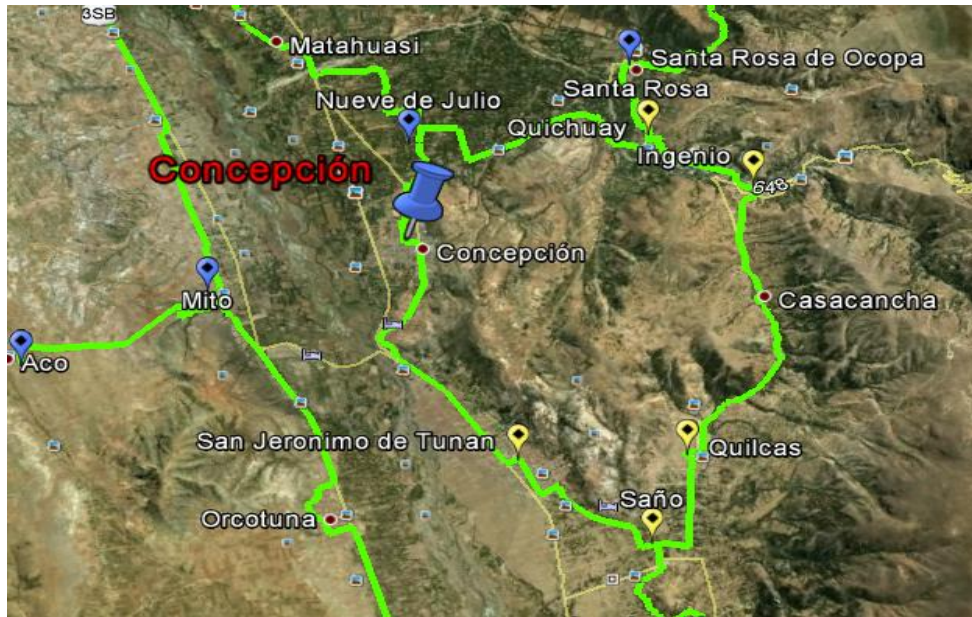 3SB
Matahuasi
Santa Rosa de Ocopa
Santa Rosa
Nueve de Julio
Quichuay
Ingenio
Concepción
648
Concepción
Mito
Casacancha
Aco
San Jeronimo de Tunan
Quilcas
Saño
Orcotuna